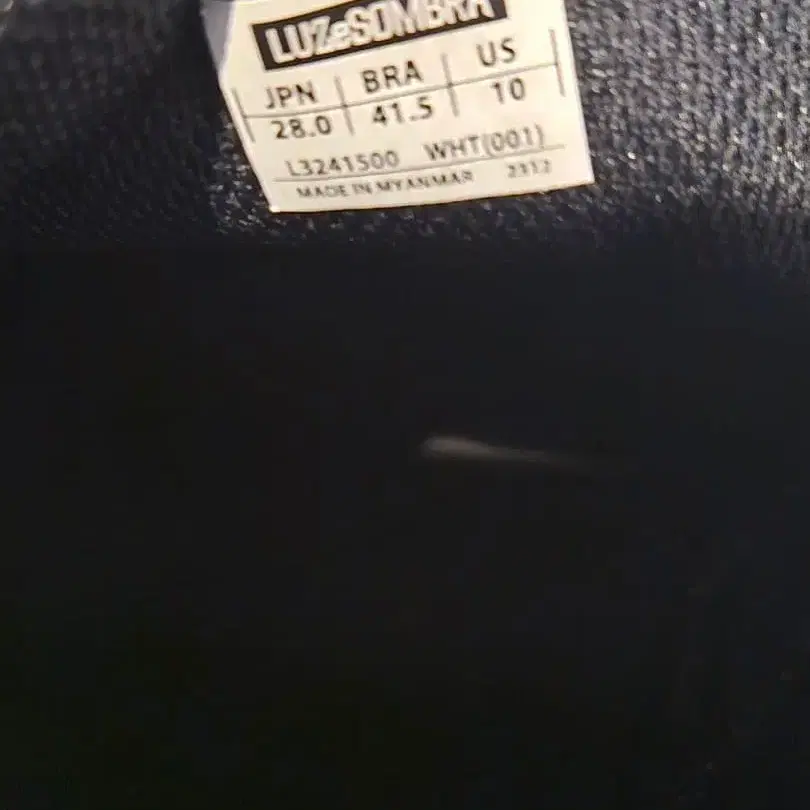 LUZeSOMBRA
JPN BRA US
28.0 41.5 10
L3241500 WHT(001)
MADE IN MYANMAR 2312